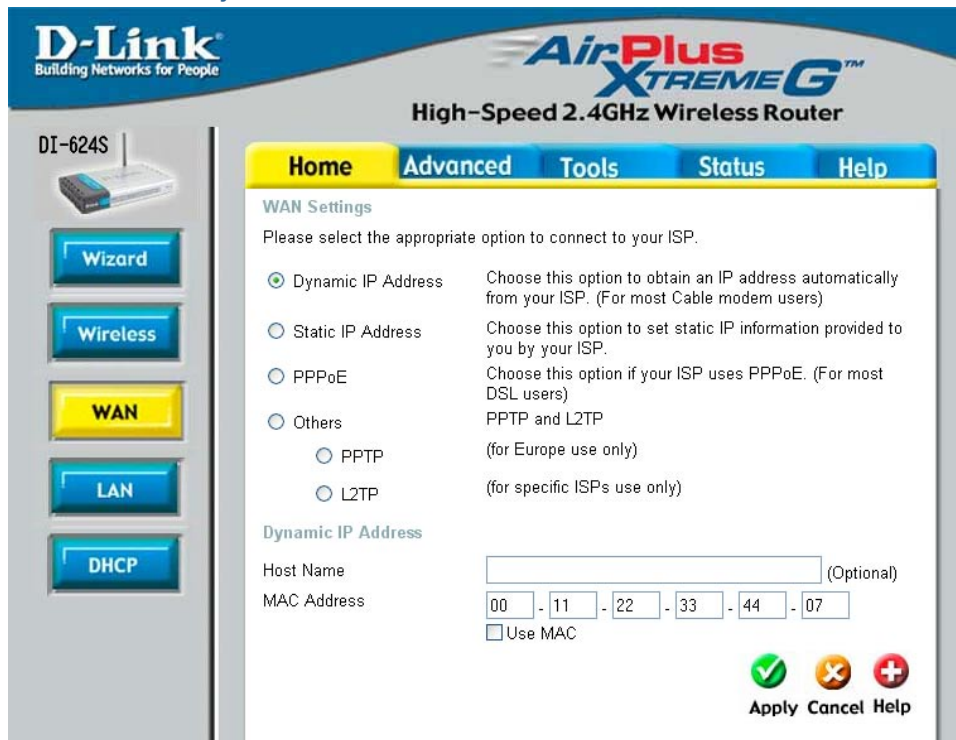 D-Link®
Building Networks for People
AirPlus
XTREME G™
High-Speed 2.4GHz Wireless Router
DI-624S
Home Advanced Tools Status Help
Wizard
Wireless
WAN
LAN
DHCP
WAN Settings
Please select the appropriate option to connect to your ISP.
Dynamic IP Address Choose this option to obtain an IP address automatically
from your ISP. (For most Cable modem users)
Static IP Address Choose this option to set static IP information provided to
you by your ISP.
PPPoE Choose this option if your ISP uses PPPoE. (For most
DSL users)
Others PPTP and L2TP
PPTP (for Europe use only)
L2TP (for specific ISPs use only)
Dynamic IP Address
Host Name (Optional)
MAC Address 00 - 11 - 22 - 33 - 44 - 07
Use MAC
Apply Cancel Help